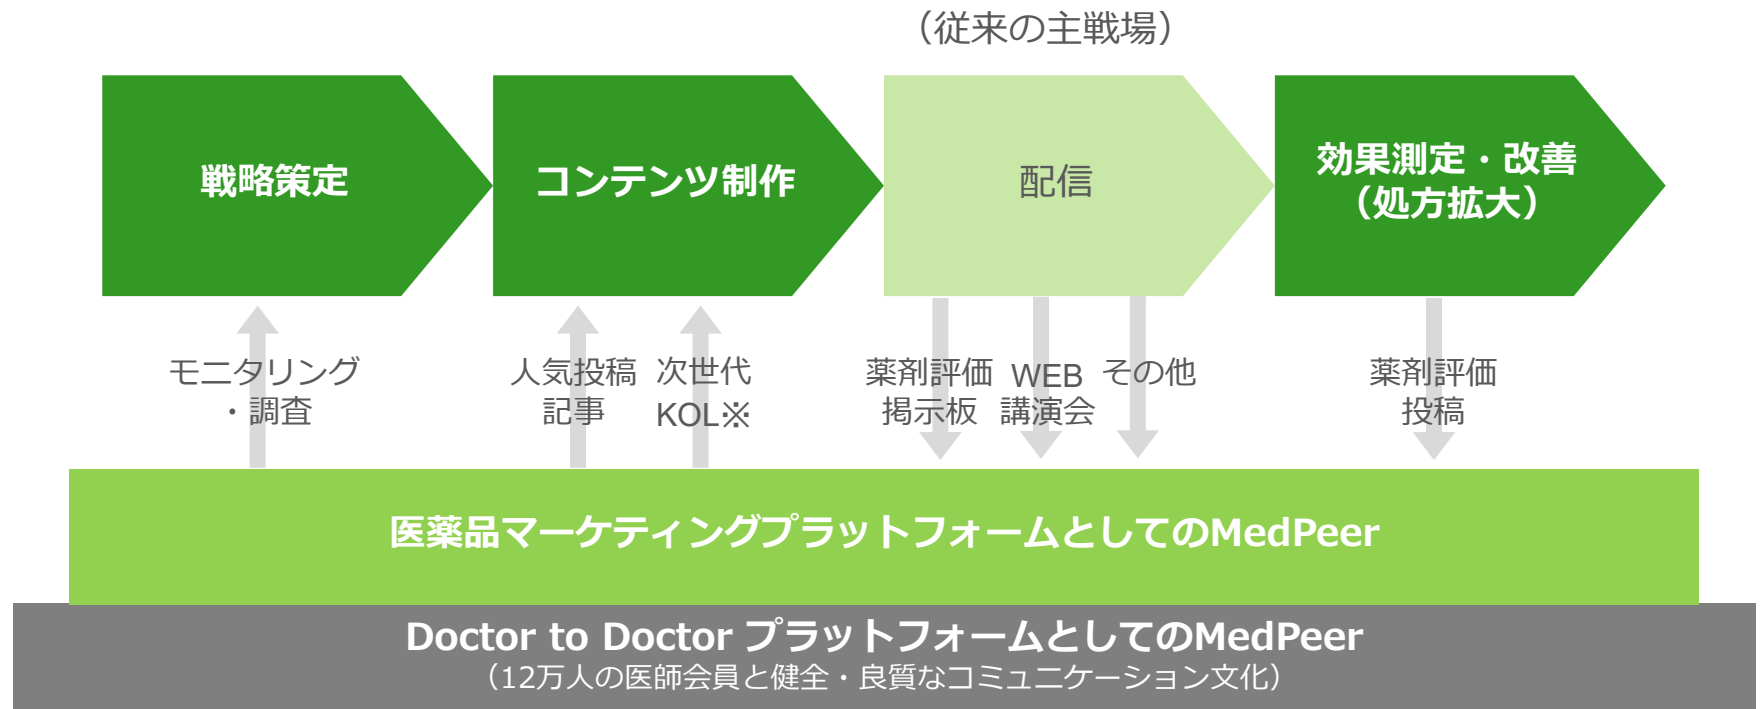 （従来の主戦場）
戦略策定
コンテンツ制作
配信
効果測定・改善
（処方拡大）
モニタリング
・調査
人気投稿
記事
次世代
KOL※
薬剤評価
掲示板
WEB
講演会
その他
薬剤評価
投稿
医薬品マーケティングプラットフォームとしてのMedPeer
Doctor to Doctor プラットフォームとしてのMedPeer
（12万人の医師会員と健全・良質なコミュニケーション文化）